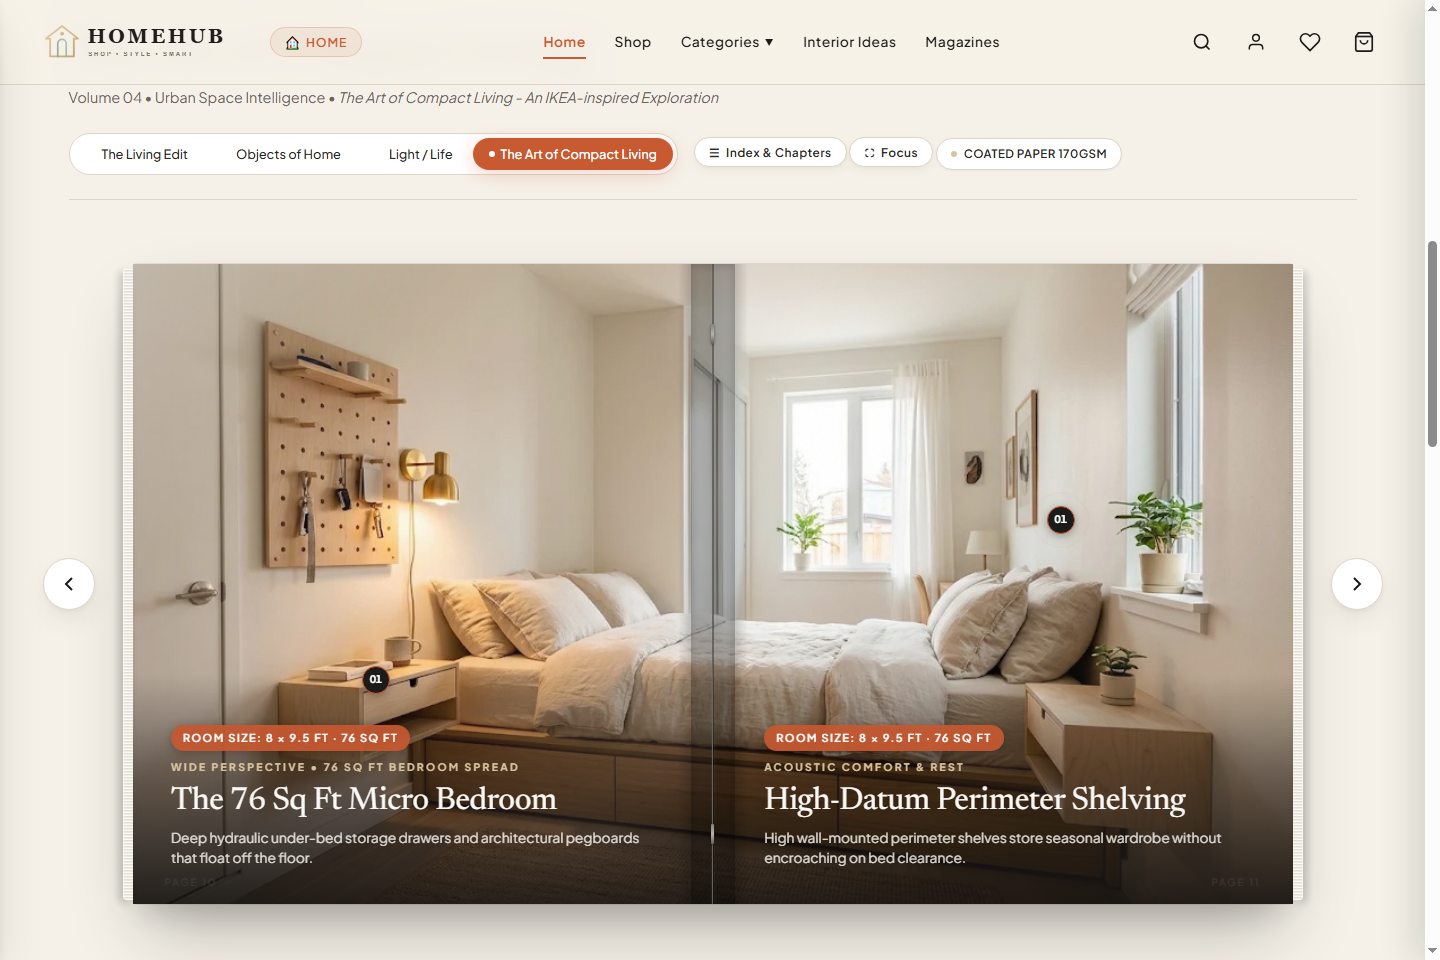 HOMEHUB
SHOP • STYLE • SMART
HOME
Home
Shop
Categories ▼
Interior Ideas
Magazines
Volume 04 • Urban Space Intelligence • The Art of Compact Living - An IKEA-inspired Exploration
The Living Edit
Objects of Home
Light / Life
The Art of Compact Living
Index & Chapters
Focus
COATED PAPER 170GSM
01
ROOM SIZE: 8 × 9.5 FT · 76 SQ FT
WIDE PERSPECTIVE • 76 SQ FT BEDROOM SPREAD
The 76 Sq Ft Micro Bedroom
Deep hydraulic under-bed storage drawers and architectural pegboards
that float off the floor.
PAGE 10
01
ROOM SIZE: 8 × 9.5 FT · 76 SQ FT
ACOUSTIC COMFORT & REST
High-Datum Perimeter Shelving
High wall-mounted perimeter shelves store seasonal wardrobe without
encroaching on bed clearance.
PAGE 11